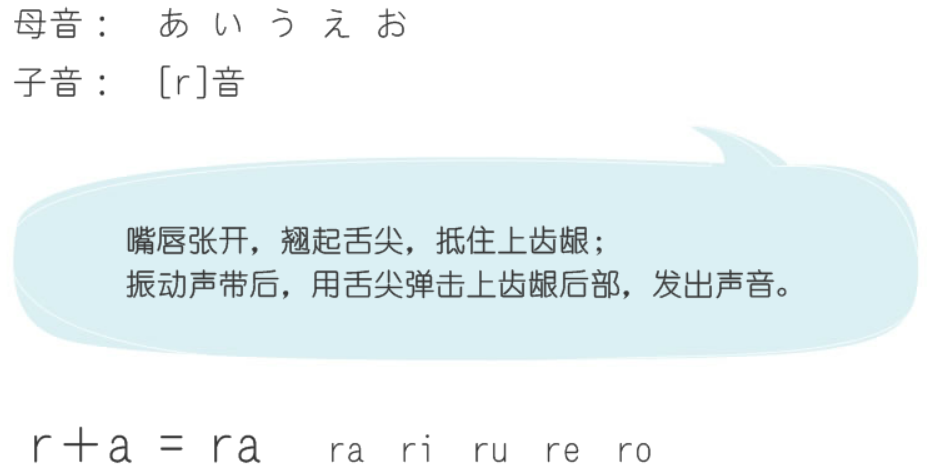 母音： あ い う え お
子音： [r]音
嘴唇张开，翘起舌尖，抵住上齿龈；
振动声带后，用舌尖弹击上齿龈后部，发出声音。
r＋a = ra ra ri ru re ro